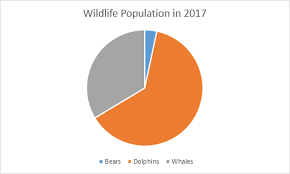 Wildlife Population in 2017
Bears Dolphins Whales